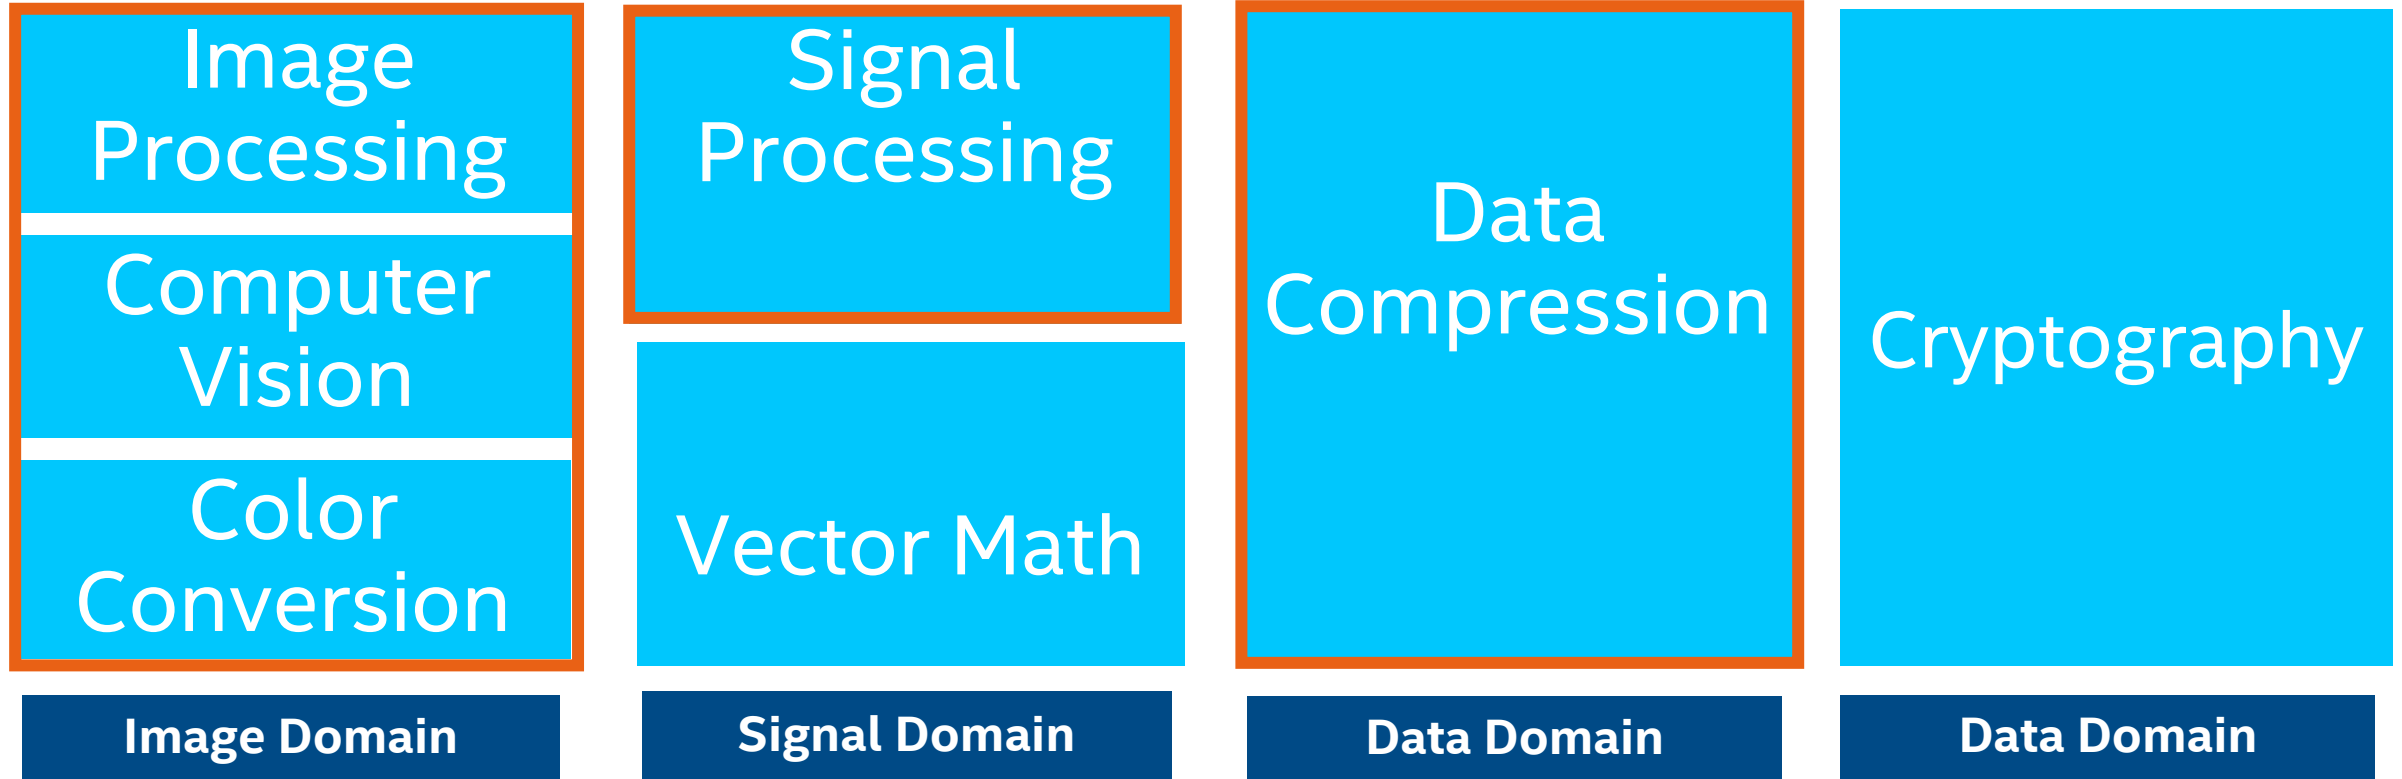 Image
Processing
Computer
Vision
Color
Conversion
Image Domain
Signal
Processing
Vector Math
Signal Domain
Data
Compression
Data Domain
Cryptography
Data Domain